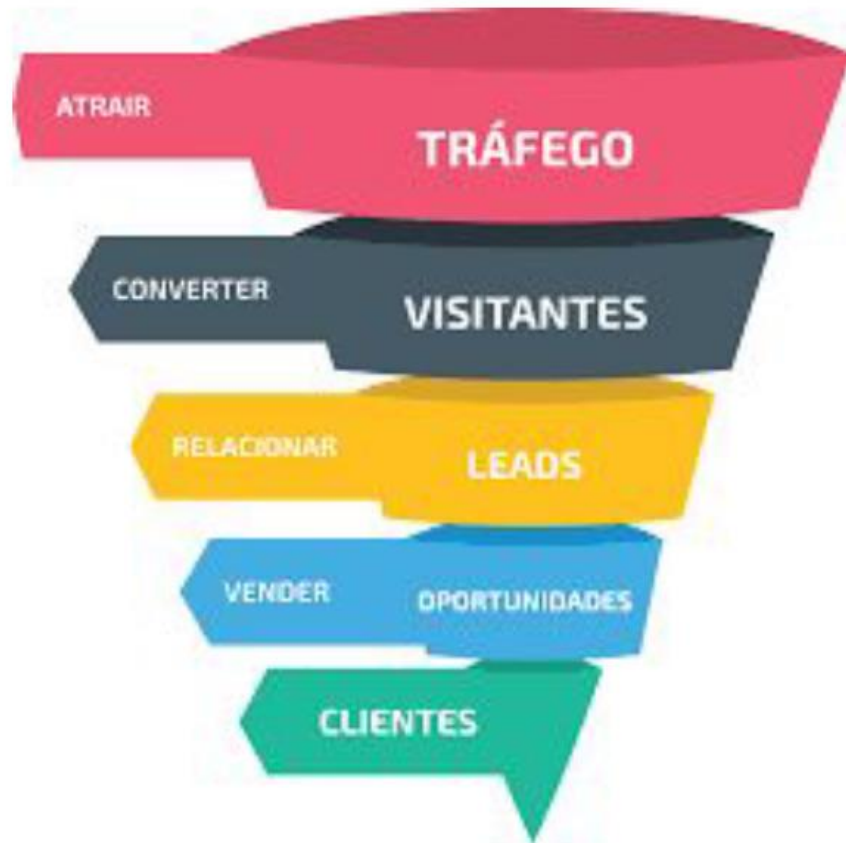 ATRAIR
TRÁFEGO
CONVERTER
VISITANTES
RELACIONAR
LEADS
VENDER
OPORTUNIDADES
CLIENTES